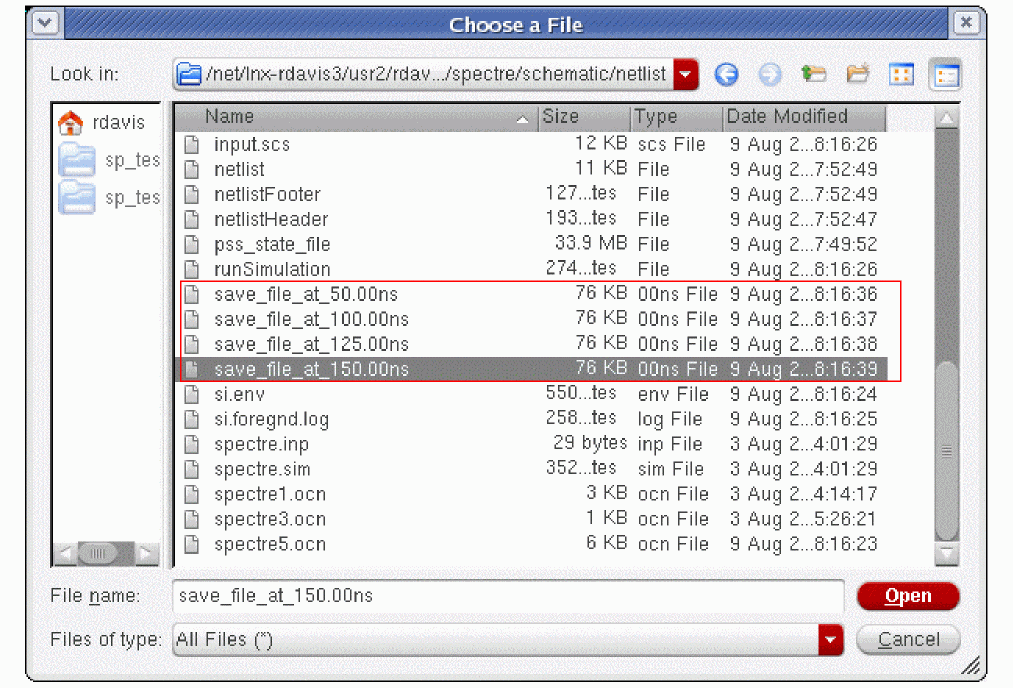 Choose a File
Look in: /net/lnx-rdavis3/usr2/rdav.../spectre/schematic/netlist
rdavis
sp_tes
sp_tes
Name Size Type Date Modified
input.scs 12 KB scs File 9 Aug 2...8:16:26
netlist 11 KB File 9 Aug 2...7:52:49
netlistFooter 127...tes File 9 Aug 2...7:52:49
netlistHeader 193...tes File 9 Aug 2...7:52:47
pss_state_file 33.9 MB File 9 Aug 2...7:49:52
runSimulation 274...tes File 9 Aug 2...8:16:26
save_file_at_50.00ns 76 KB 00ns File 9 Aug 2...8:16:36
save_file_at_100.00ns 76 KB 00ns File 9 Aug 2...8:16:37
save_file_at_125.00ns 76 KB 00ns File 9 Aug 2...8:16:38
save_file_at_150.00ns 76 KB 00ns File 9 Aug 2...8:16:39
si.env 550...tes env File 9 Aug 2...8:16:24
si.foregnd.log 258...tes log File 9 Aug 2...8:16:25
spectre.inp 29 bytes inp File 3 Aug 2...4:01:29
spectre.sim 352...tes sim File 3 Aug 2...4:01:29
spectre1.ocn 3 KB ocn File 3 Aug 2...4:14:17
spectre3.ocn 1 KB ocn File 3 Aug 2...5:26:21
spectre5.ocn 6 KB ocn File 9 Aug 2...8:16:23
File name: save_file_at_150.00ns Open
Files of type: All Files (*) Cancel